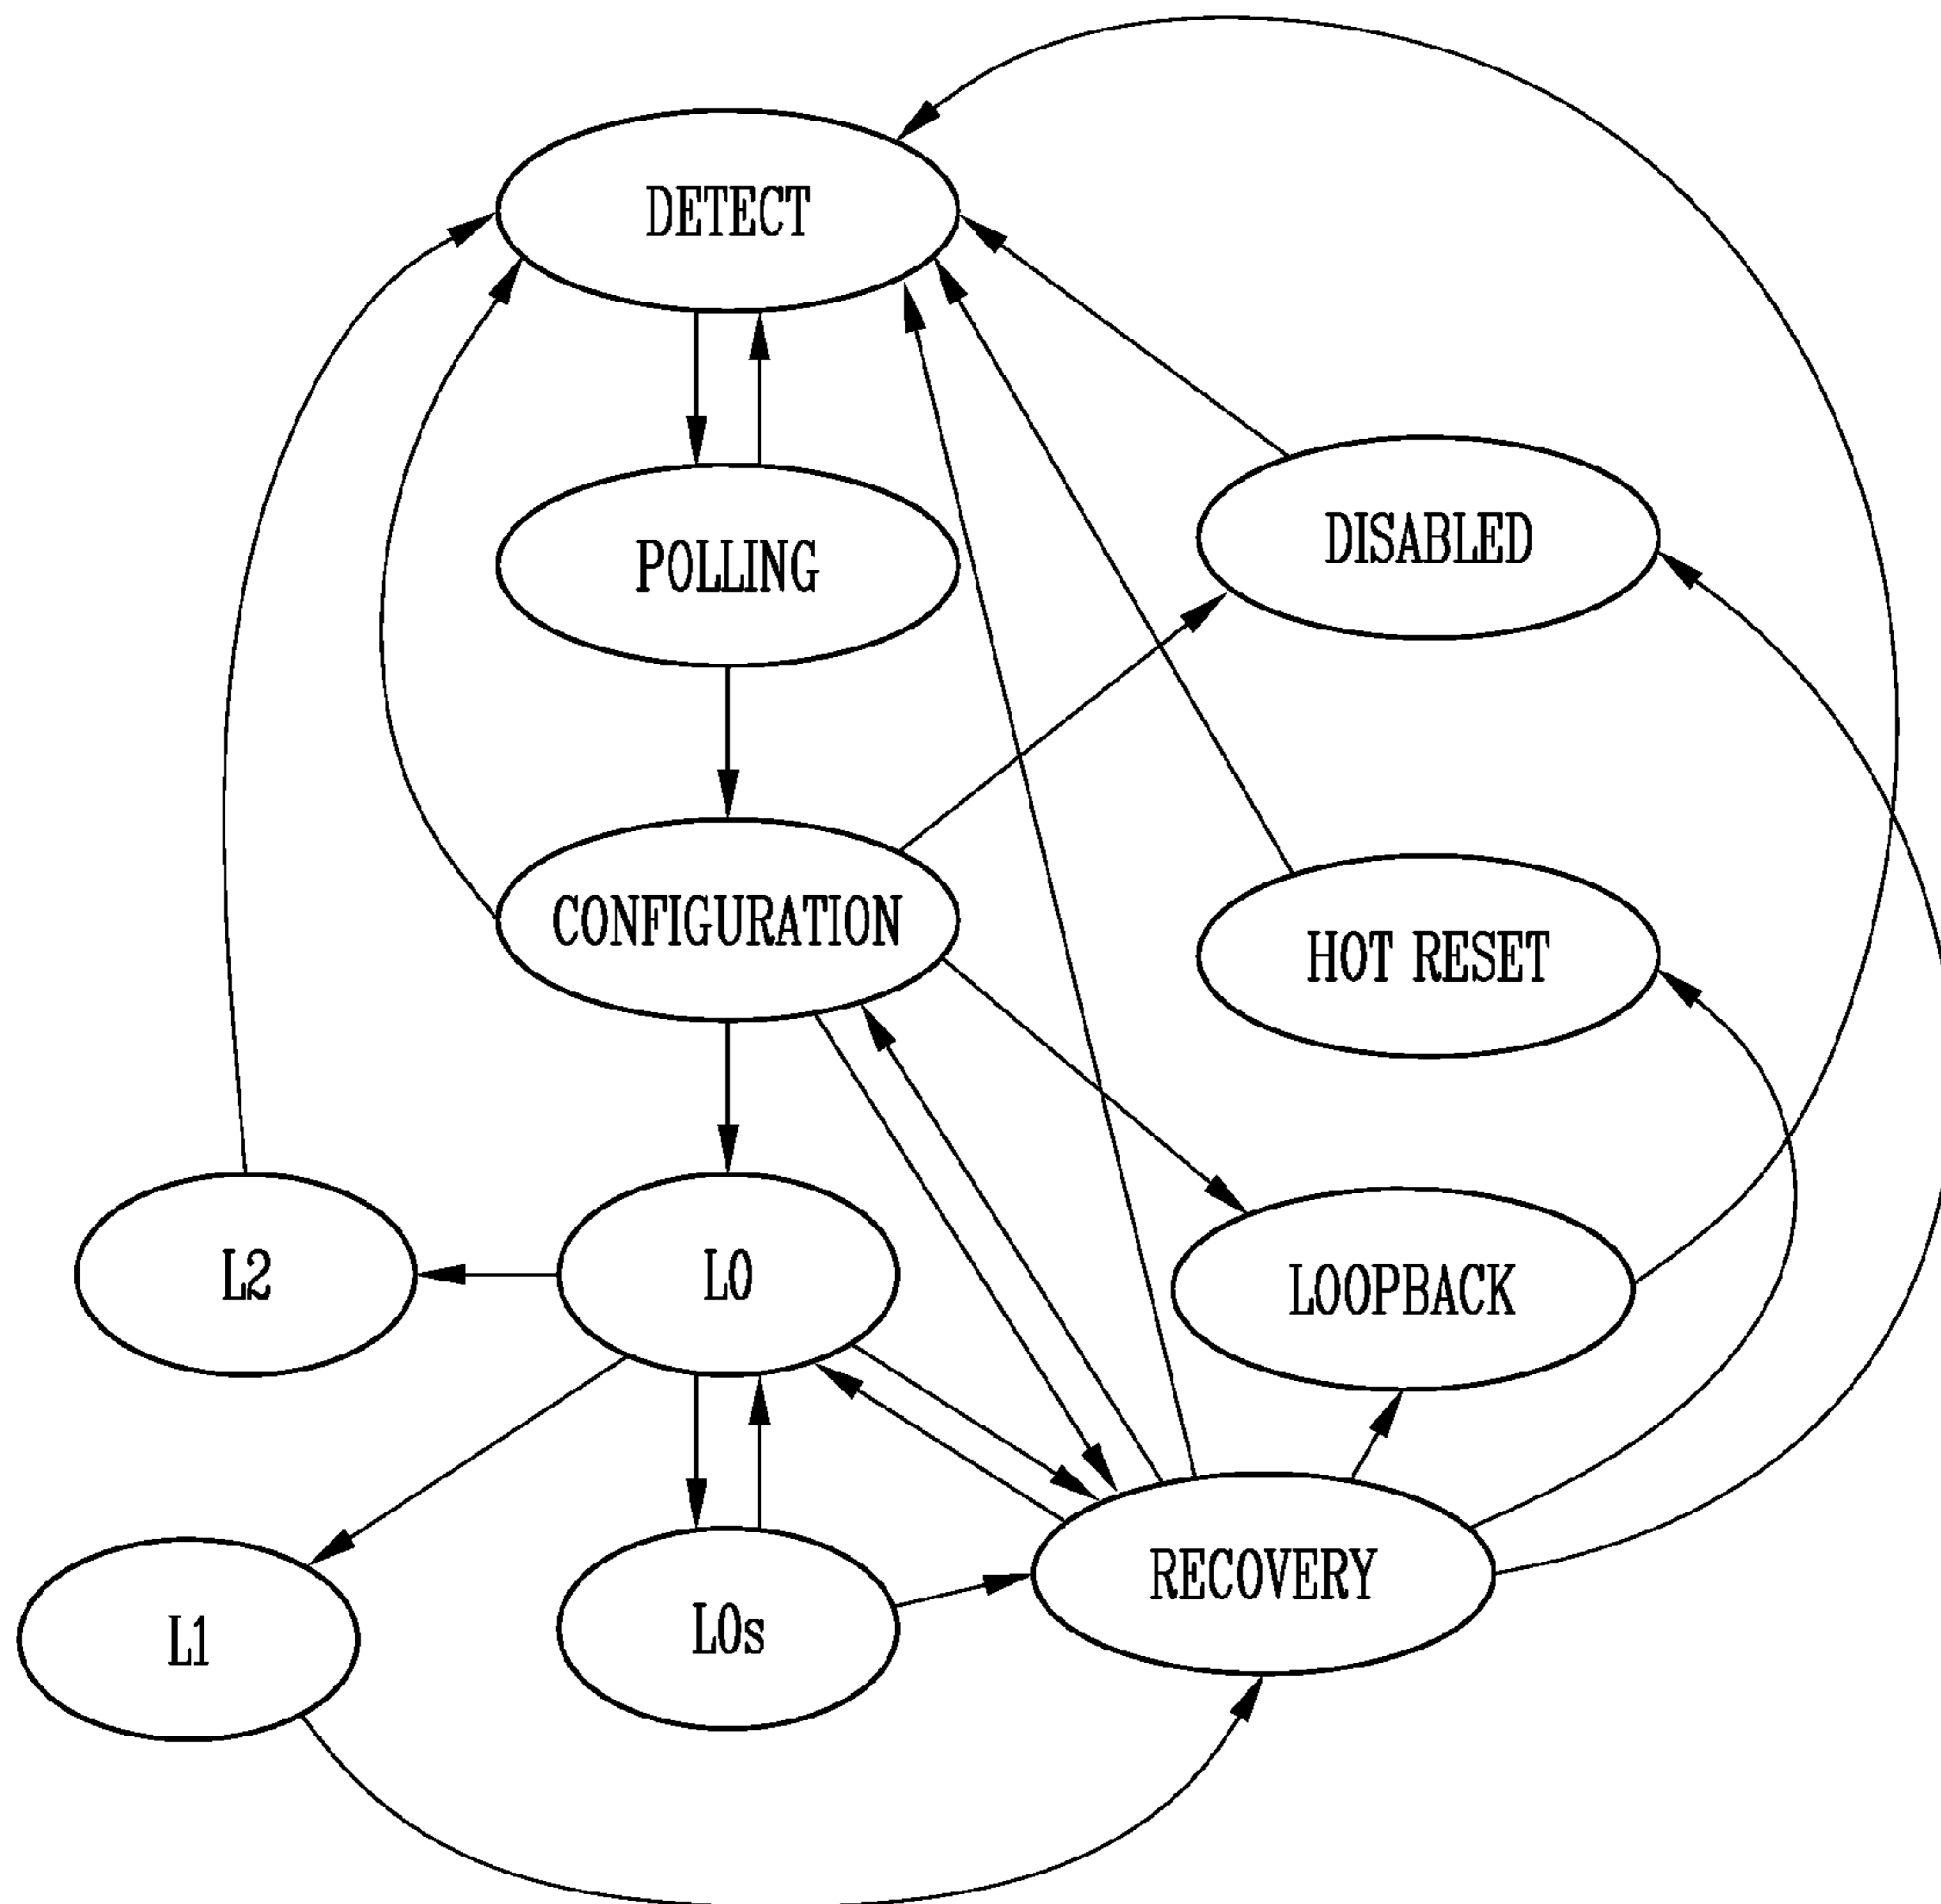 DETECT
POLLING
DISABLED
CONFIGURATION
HOT RESET
L2
L0
LOOPBACK
L1
L0s
RECOVERY